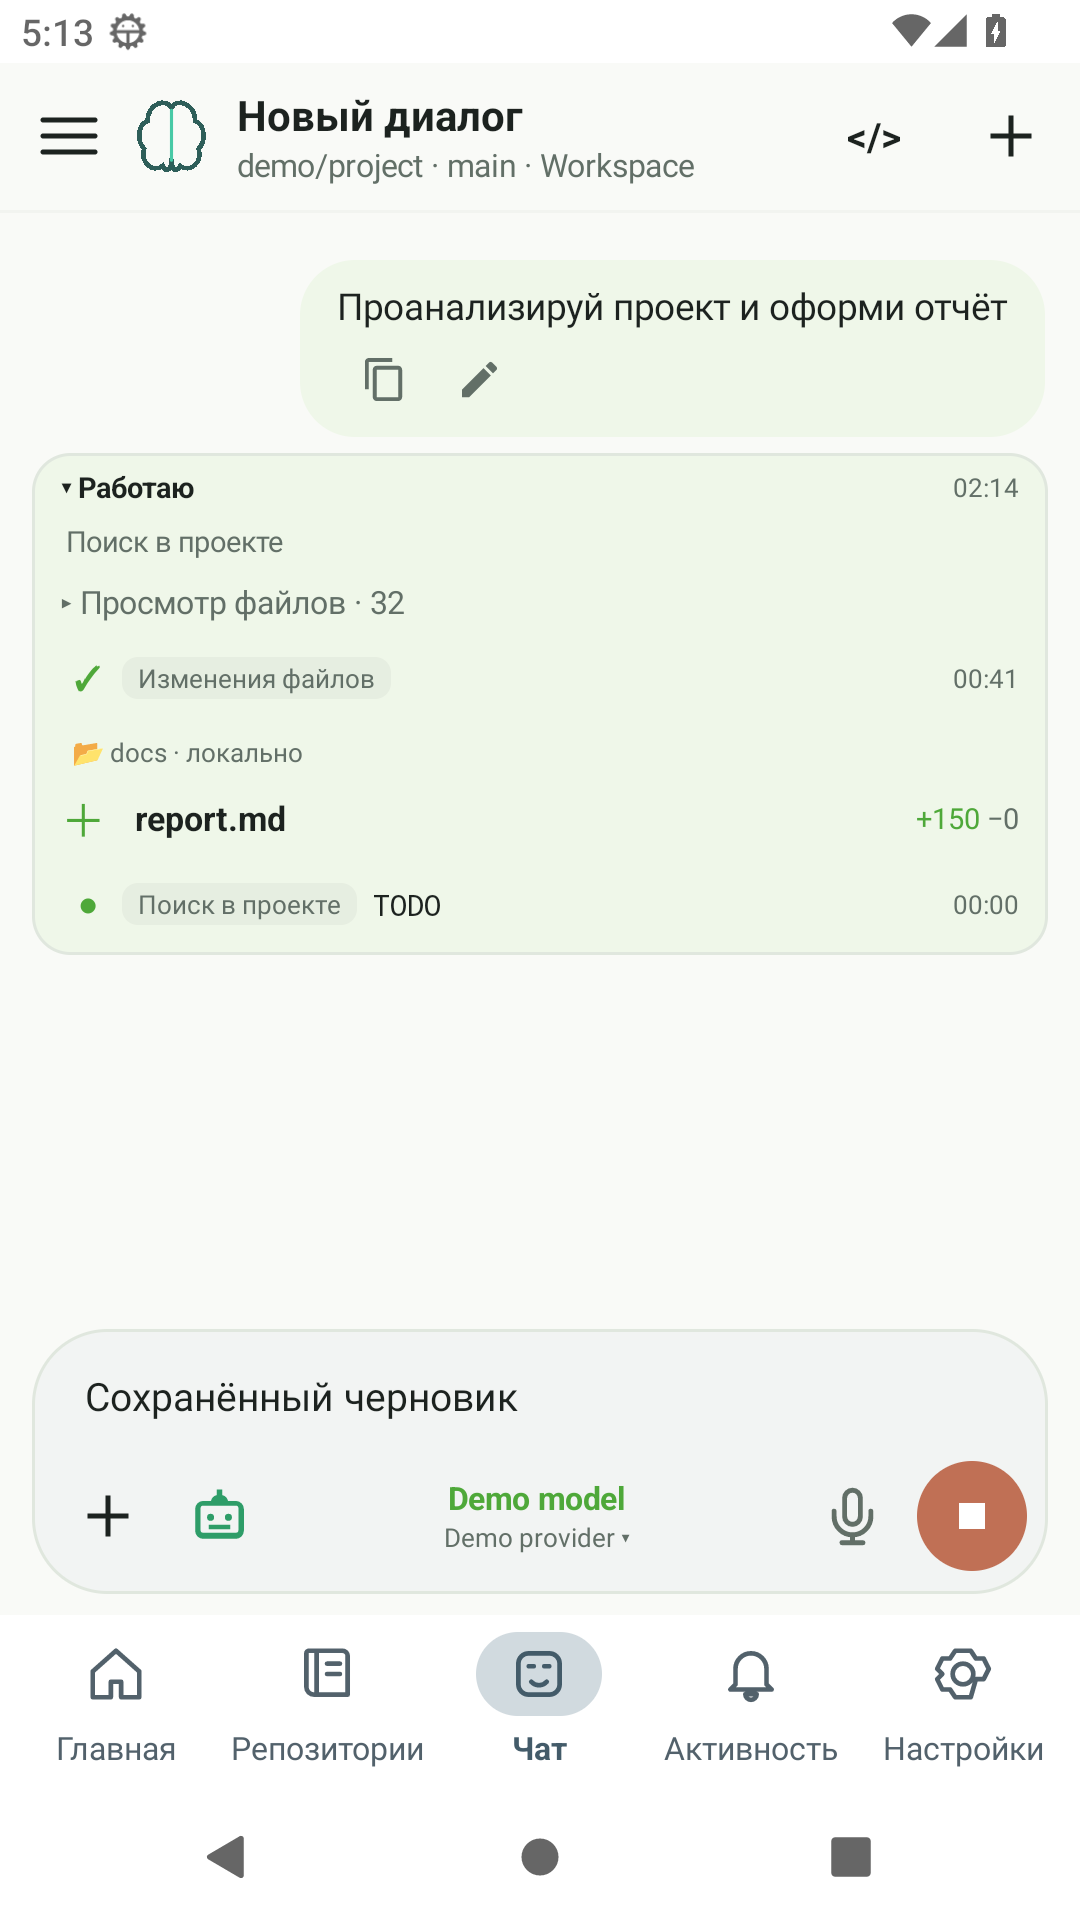 5:13
Новый диалог
demo/project · main · Workspace
</>
Проанализируй проект и оформи отчёт
▾ Работаю 02:14
Поиск в проекте
▸ Просмотр файлов · 32
✓ Изменения файлов 00:41
📂 docs · локально
+ report.md +150 −0
● Поиск в проекте TODO 00:00
Сохранённый черновик
Demo model
Demo provider ▾
Главная Репозитории Чат Активность Настройки